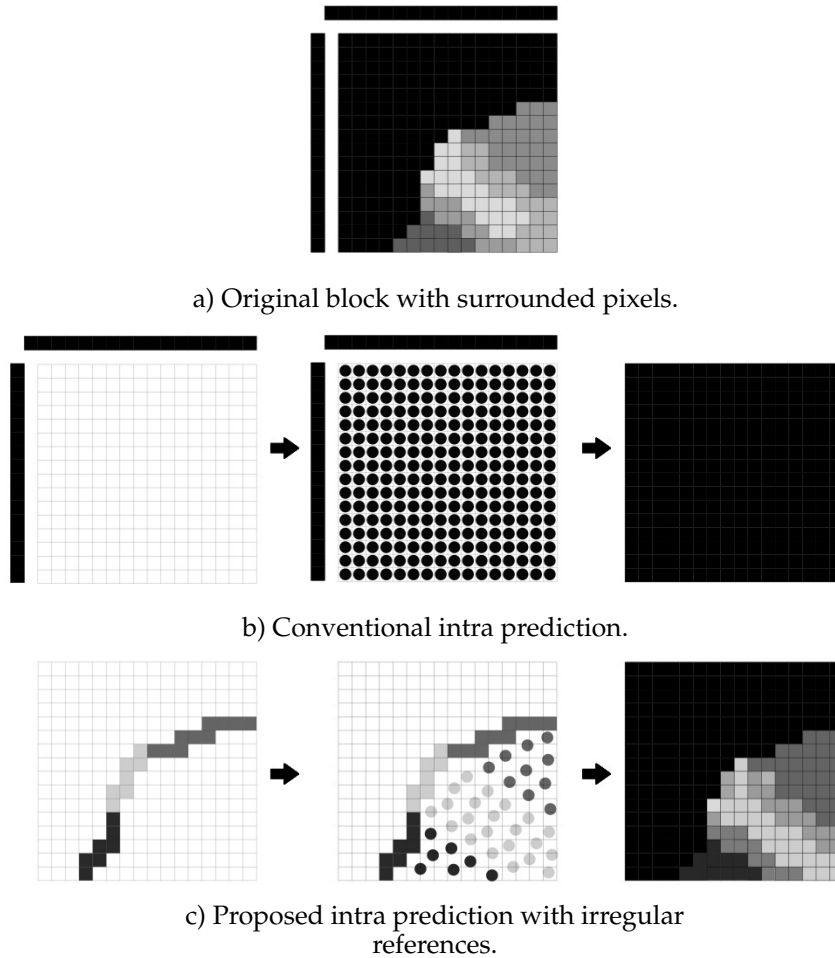 a) Original block with surrounded pixels.
b) Conventional intra prediction.
c) Proposed intra prediction with irregular
references.